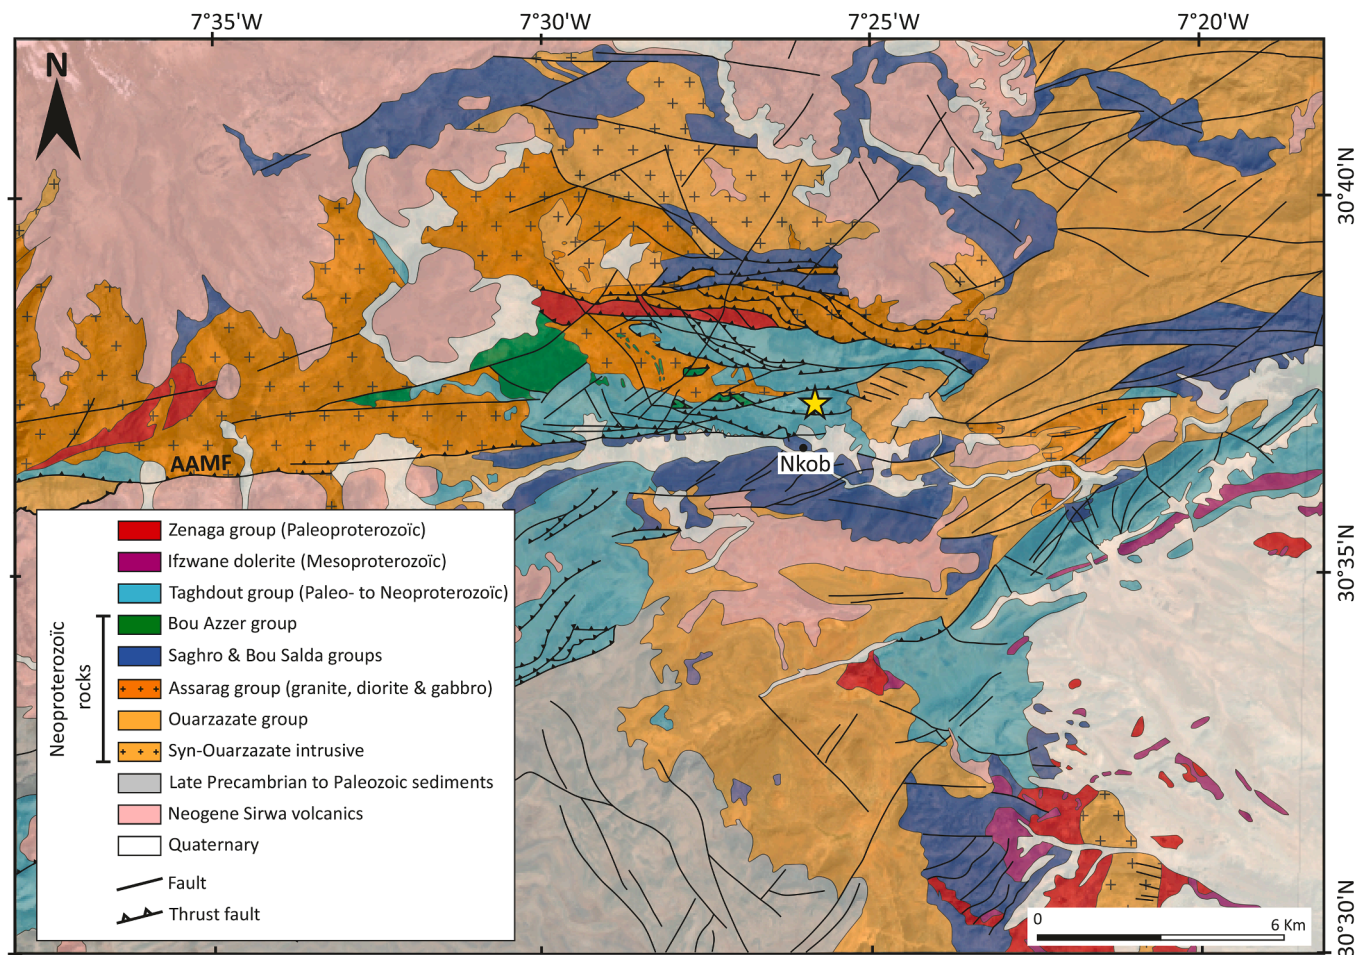 7°35'W
7°30'W
7°25'W
7°20'W
N
30°40'N
AAMF
Nkob
30°35'N
Zenaga group (Paleoproterozoïc)
Ifzwane dolerite (Mesoproterozoïc)
Taghdout group (Paleo- to Neoproterozoïc)
Neoproterozoïc
rocks
Bou Azzer group
Saghro & Bou Salda groups
Assarag group (granite, diorite & gabbro)
Ouarzazate group
Syn-Ouarzazate intrusive
Late Precambrian to Paleozoic sediments
Neogene Sirwa volcanics
Quaternary
Fault
Thrust fault
30°30'N
0
6 Km